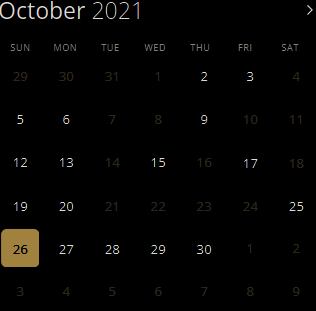 October 2021
SUN MON TUE WED THU FRI SAT
29 30 31 1 2 3 4
5 6 7 8 9 10 11
12 13 14 15 16 17 18
19 20 21 22 23 24 25
26 27 28 29 30 1 2
3 4 5 6 7 8 9